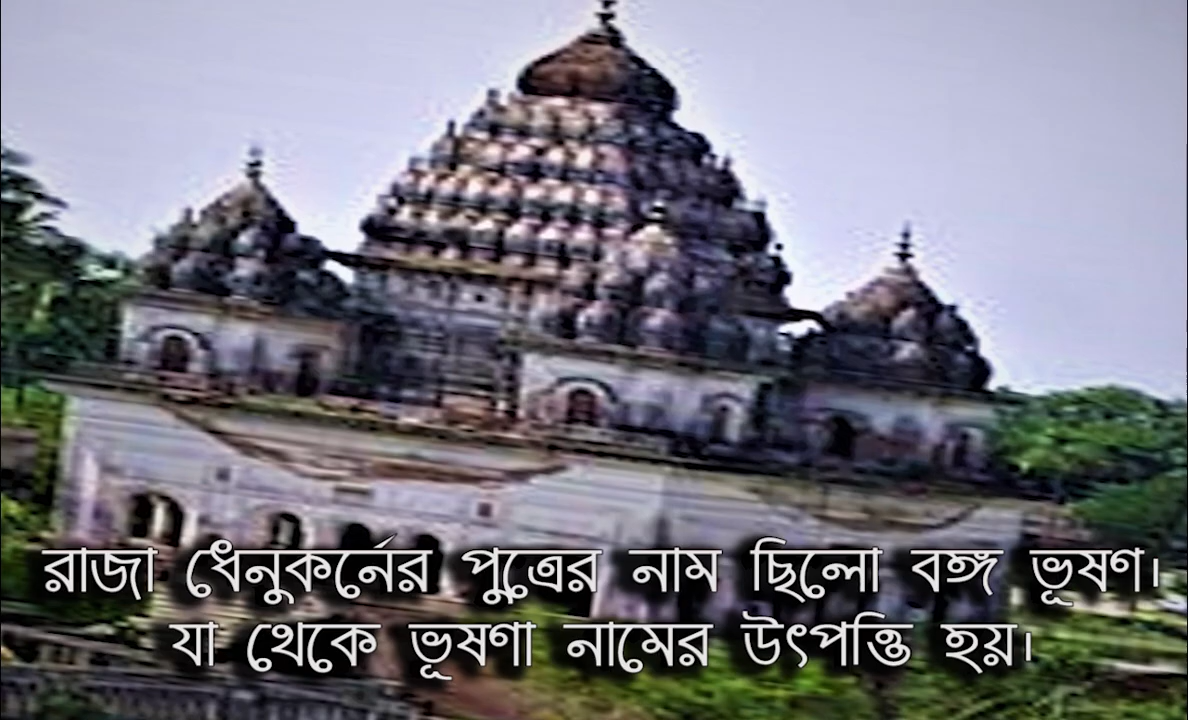 রাজা ধেনুকর্নের পুত্রের নাম ছিলো বঙ্গ ভূষণ।
যা থেকে ভূষণা নামের উৎপত্তি হয়।